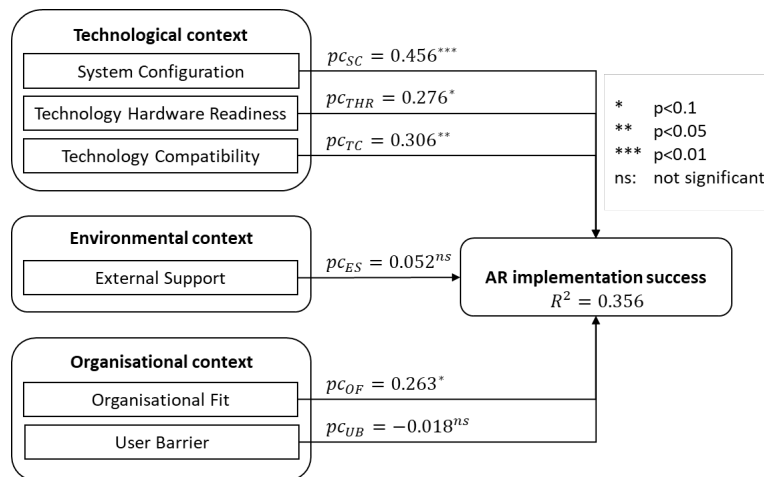 Technological context
System Configuration
Technology Hardware Readiness
Technology Compatibility
pc_SC = 0.456***
pc_THR = 0.276*
pc_TC = 0.306**
* p<0.1
** p<0.05
*** p<0.01
ns: not significant
Environmental context
External Support
pc_ES = 0.052^ns
AR implementation success
R² = 0.356
Organisational context
Organisational Fit
User Barrier
pc_OF = 0.263*
pc_UB = −0.018^ns